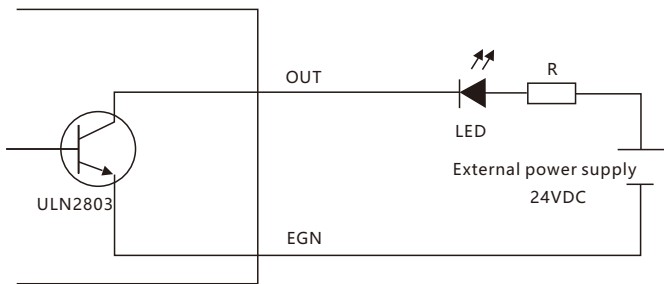 OUT
R
LED
External power supply
24VDC
ULN2803
EGN